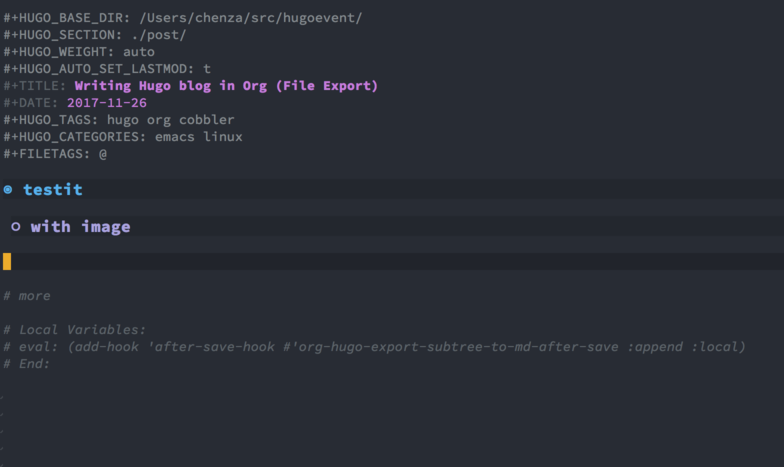 #+HUGO_BASE_DIR: /Users/chenza/src/hugoevent/
#+HUGO_SECTION: ./post/
#+HUGO_WEIGHT: auto
#+HUGO_AUTO_SET_LASTMOD: t
#+TITLE: Writing Hugo blog in Org (File Export)
#+DATE: 2017-11-26
#+HUGO_TAGS: hugo org cobbler
#+HUGO_CATEGORIES: emacs linux
#+FILETAGS: @
testit
with image
# more
# Local Variables:
# eval: (add-hook 'after-save-hook #'org-hugo-export-subtree-to-md-after-save :append :local)
# End: